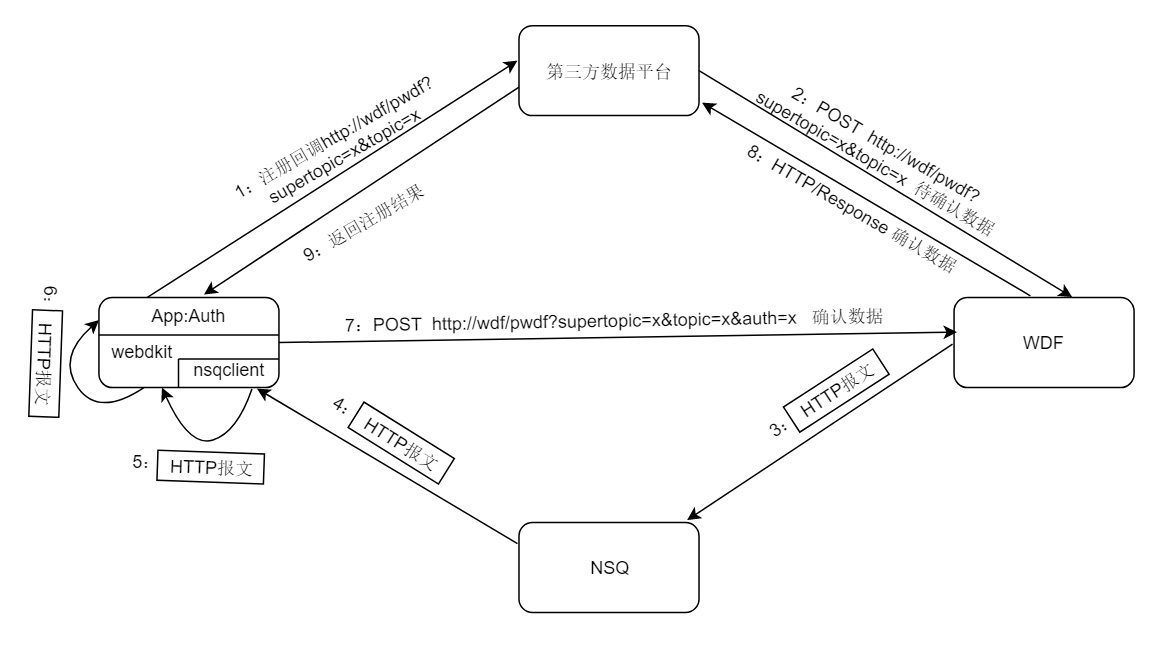 第三方数据平台
1：注册回调http://wdf/pwdf?
supertopic=x&topic=x
2：POST  http://wdf/pwdf?
supertopic=x&topic=x  待确认数据
8：HTTP/Response 确认数据
9：返回注册结果
6：
HTTP报文
App:Auth
webdkit
nsqclient
7：POST  http://wdf/pwdf?supertopic=x&topic=x&auth=x   确认数据
WDF
3：
HTTP报文
4：
HTTP报文
5：
HTTP报文
NSQ